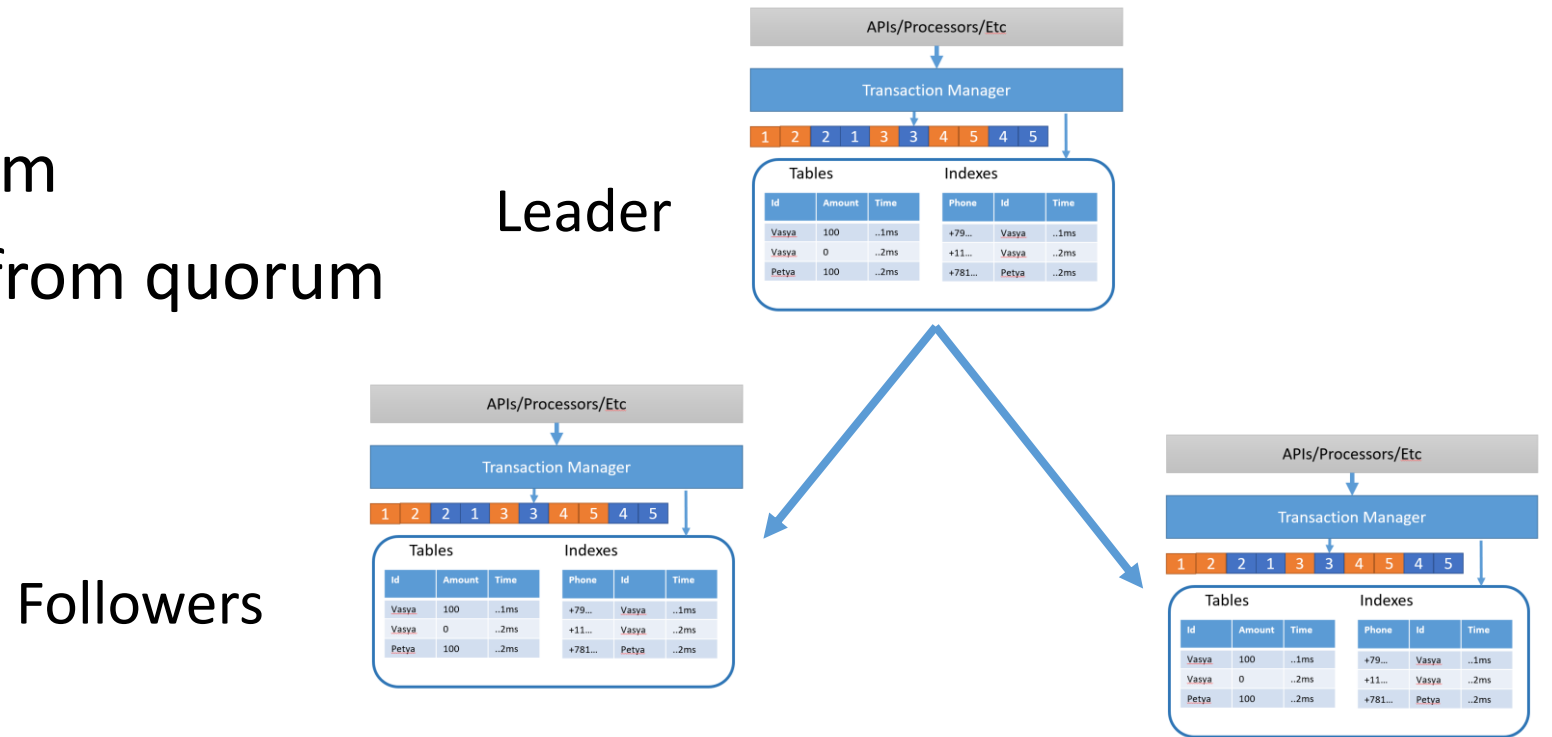 m
from quorum
Leader
APIs/Processors/Etc
Transaction Manager
1 2 2 1 3 3 4 5 4 5
Tables Indexes
Id Amount Time Phone Id Time
Vasya 100 ..1ms +79... Vasya ..1ms
Vasya 0 ..2ms +11... Vasya ..2ms
Petya 100 ..2ms +781... Petya ..2ms
Followers
APIs/Processors/Etc
Transaction Manager
1 2 2 1 3 3 4 5 4 5
Tables Indexes
Id Amount Time Phone Id Time
Vasya 100 ..1ms +79... Vasya ..1ms
Vasya 0 ..2ms +11... Vasya ..2ms
Petya 100 ..2ms +781... Petya ..2ms
APIs/Processors/Etc
Transaction Manager
1 2 2 1 3 3 4 5 4 5
Tables Indexes
Id Amount Time Phone Id Time
Vasya 100 ..1ms +79... Vasya ..1ms
Vasya 0 ..2ms +11... Vasya ..2ms
Petya 100 ..2ms +781... Petya ..2ms